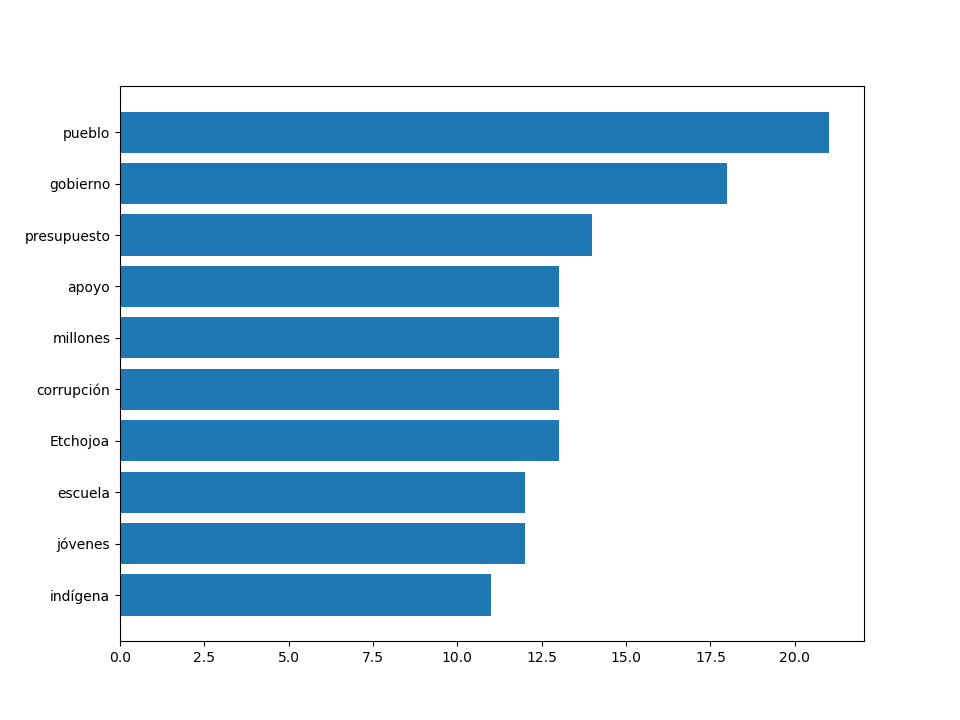 pueblo
gobierno
presupuesto
apoyo
millones
corrupción
Etchojoa
escuela
jóvenes
indígena
0.0 2.5 5.0 7.5 10.0 12.5 15.0 17.5 20.0